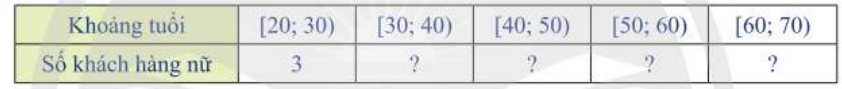 Khoảng tuổi [20; 30) [30; 40) [40; 50) [50; 60) [60; 70)
Số khách hàng nữ 3 ? ? ? ?